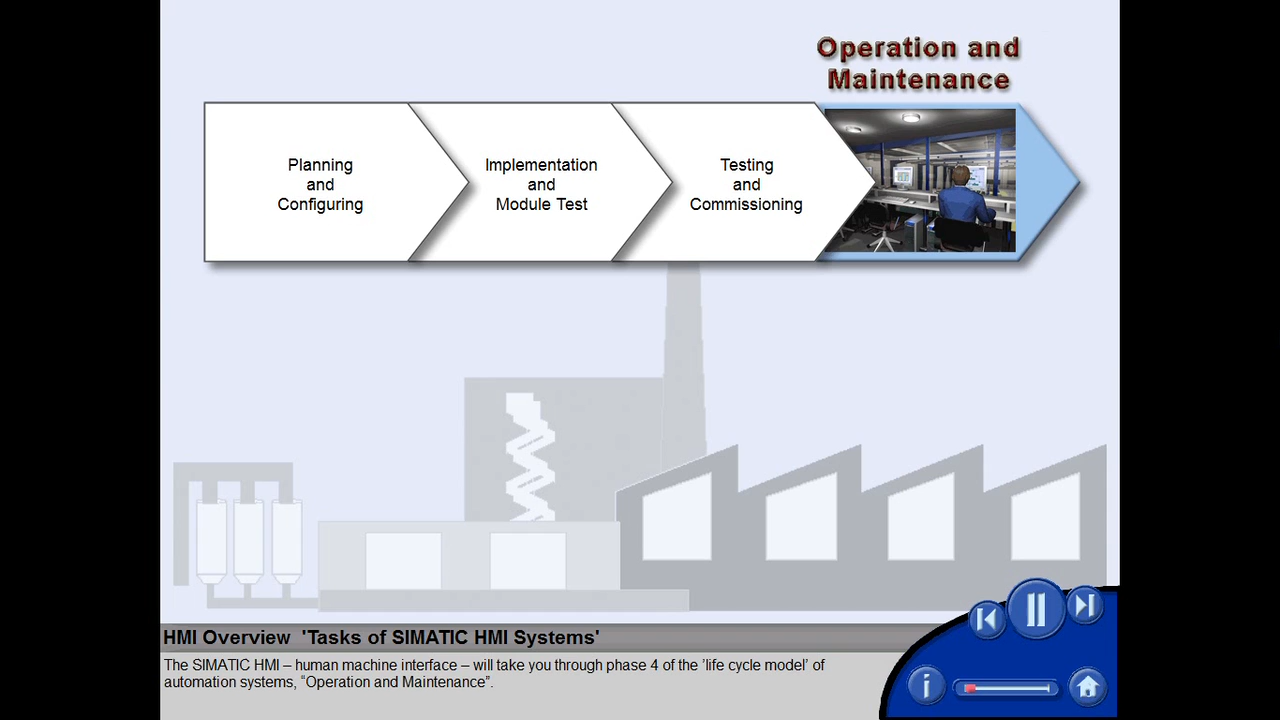 Operation and
Maintenance
Planning
and
Configuring
Implementation
and
Module Test
Testing
and
Commissioning
HMI Overview 'Tasks of SIMATIC HMI Systems'
The SIMATIC HMI – human machine interface – will take you through phase 4 of the ’life cycle model’ of
automation systems, “Operation and Maintenance”.
i